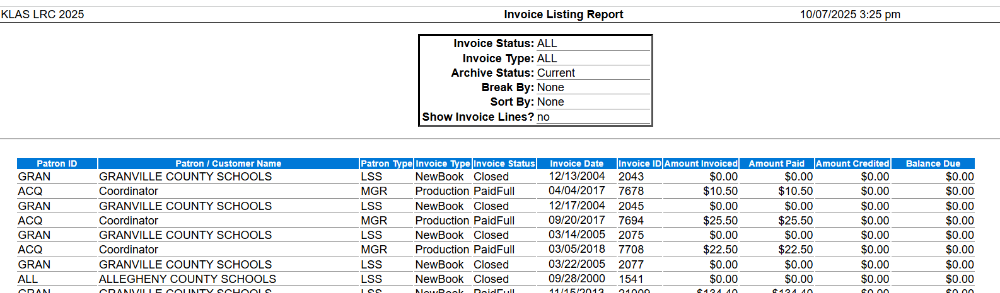 KLAS LRC 2025 Invoice Listing Report 10/07/2025 3:25 pm
Invoice Status: ALL
Invoice Type: ALL
Archive Status: Current
Break By: None
Sort By: None
Show Invoice Lines? no
Patron ID Patron / Customer Name Patron Type Invoice Type Invoice Status Invoice Date Invoice ID Amount Invoiced Amount Paid Amount Credited Balance Due
GRAN GRANVILLE COUNTY SCHOOLS LSS NewBook Closed 12/13/2004 2043 $0.00 $0.00 $0.00 $0.00
ACQ Coordinator MGR Production PaidFull 04/04/2017 7678 $10.50 $10.50 $0.00 $0.00
GRAN GRANVILLE COUNTY SCHOOLS LSS NewBook Closed 12/17/2004 2045 $0.00 $0.00 $0.00 $0.00
ACQ Coordinator MGR Production PaidFull 09/20/2017 7694 $25.50 $25.50 $0.00 $0.00
GRAN GRANVILLE COUNTY SCHOOLS LSS NewBook Closed 03/14/2005 2075 $0.00 $0.00 $0.00 $0.00
ACQ Coordinator MGR Production PaidFull 03/05/2018 7708 $22.50 $22.50 $0.00 $0.00
GRAN GRANVILLE COUNTY SCHOOLS LSS NewBook Closed 03/22/2005 2077 $0.00 $0.00 $0.00 $0.00
ALL ALLEGHENY COUNTY SCHOOLS LSS NewBook Closed 09/28/2000 1541 $0.00 $0.00 $0.00 $0.00
GRAN GRANVILLE COUNTY SCHOOLS LSS NewBook PaidFull 11/15/2013 21009 $134.40 $134.40 $0.00 $0.00